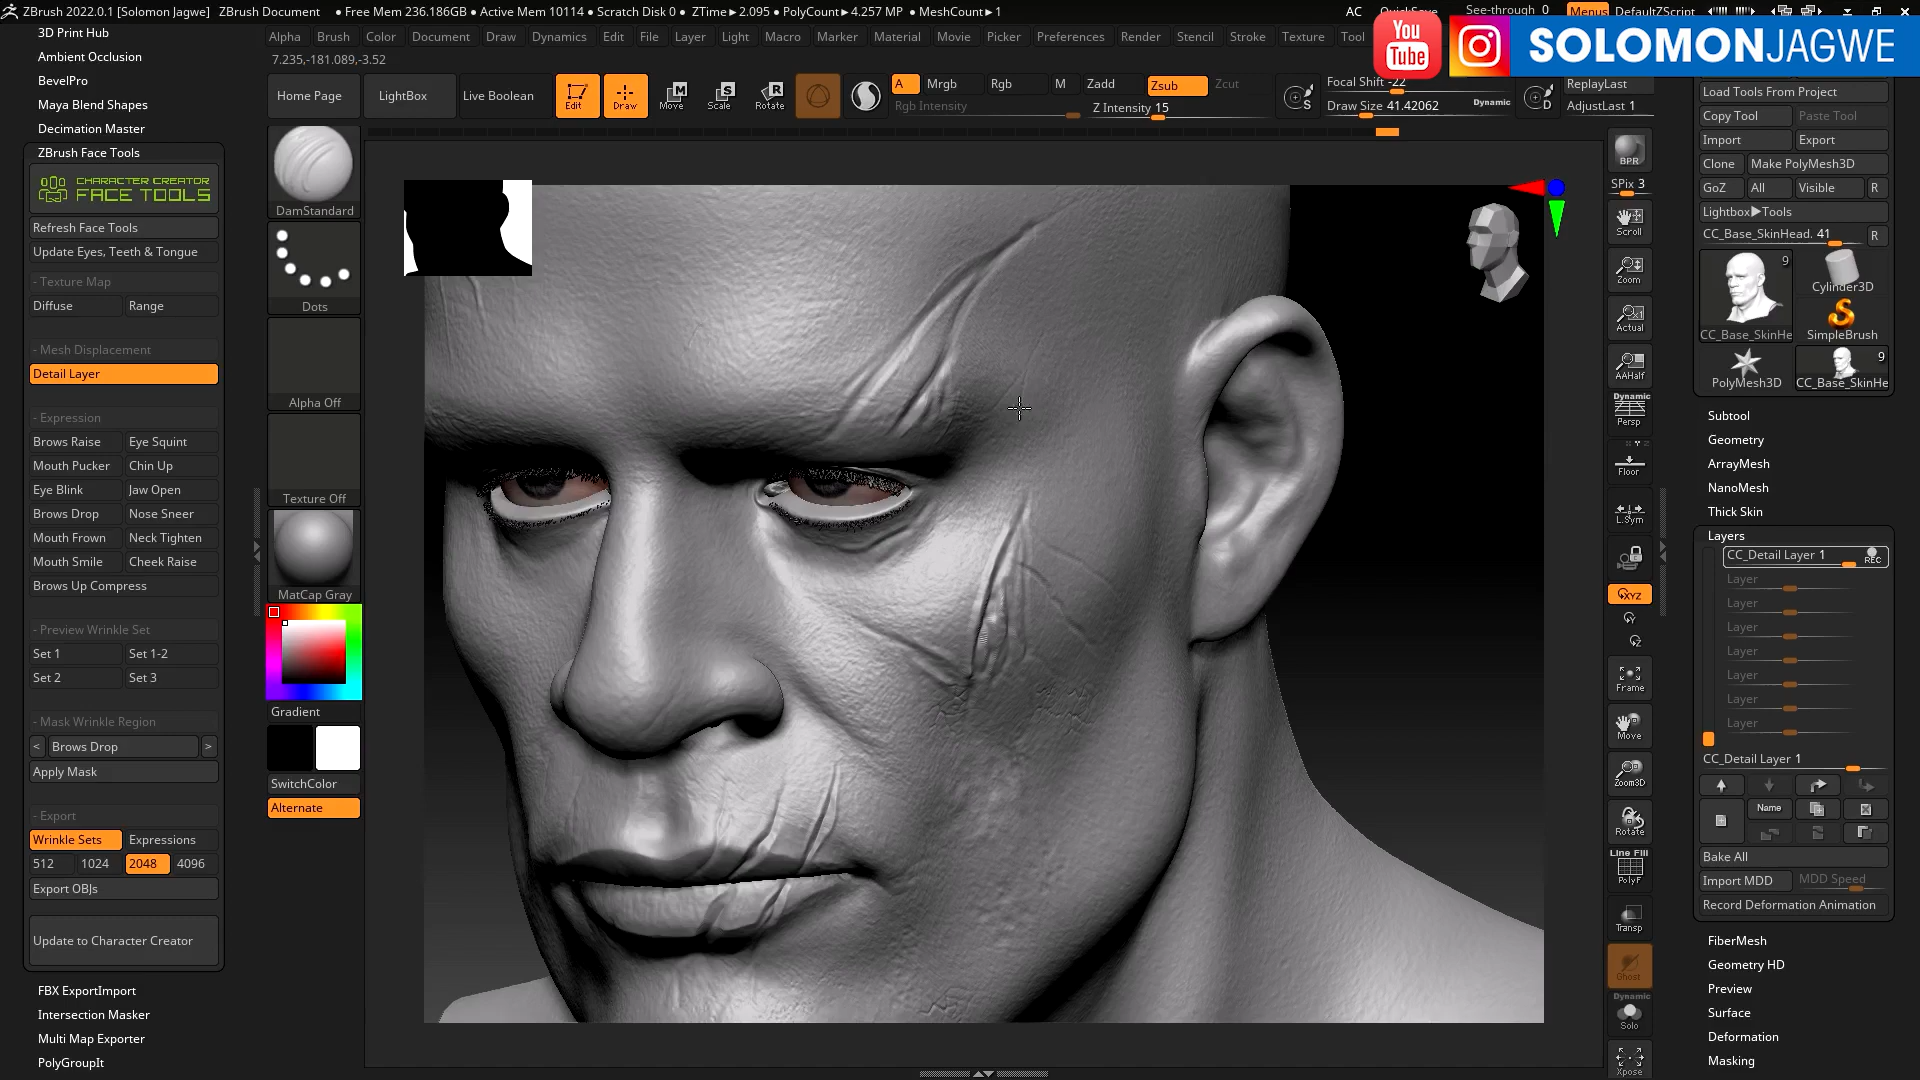 ZBrush 2022.0.1 [Solomon Jagwe] ZBrush Document ● Free Mem 236.186GB ● Active Mem 10114 ● Scratch Disk 0 ● ZTime►2.095 ● PolyCount►4.257 MP ● MeshCount►1 AC QuickSave See-through 0 Menus DefaultZScript
Alpha Brush Color Document Draw Dynamics Edit File Layer Light Macro Marker Material Movie Picker Preferences Render Stencil Stroke Texture Tool
You Tube
SOLOMONJAGWE
7.235,-181.089,-3.52
Home Page
LightBox
Live Boolean
Edit
Draw
Move
Scale
Rotate
A
Mrgb
Rgb
M
Zadd
Zsub
Zcut
Rgb Intensity
Z Intensity 15
Focal Shift -22
Draw Size 41.42062
Dynamic
S
D
ReplayLast
AdjustLast 1
3D Print Hub
Ambient Occlusion
BevelPro
Maya Blend Shapes
Decimation Master
ZBrush Face Tools
CHARACTER CREATOR
FACE TOOLS
Refresh Face Tools
Update Eyes, Teeth & Tongue
- Texture Map
Diffuse Range
- Mesh Displacement
Detail Layer
- Expression
Brows Raise Eye Squint
Mouth Pucker Chin Up
Eye Blink Jaw Open
Brows Drop Nose Sneer
Mouth Frown Neck Tighten
Mouth Smile Cheek Raise
Brows Up Compress
- Preview Wrinkle Set
Set 1 Set 1-2
Set 2 Set 3
- Mask Wrinkle Region
< Brows Drop >
Apply Mask
- Export
Wrinkle Sets Expressions
512 1024 2048 4096
Export OBJs
Update to Character Creator
FBX ExportImport
Intersection Masker
Multi Map Exporter
PolyGroupIt
DamStandard
Dots
Alpha Off
Texture Off
MatCap Gray
Gradient
SwitchColor
Alternate
BPR
SPix 3
Scroll
Zoom
Actual
AAHalf
Dynamic
Persp
Floor
L.Sym
XYZ
Y
Z
Frame
Move
Zoom3D
Rotate
Line Fill
PolyF
Transp
Ghost
Dynamic
Solo
Xpose
Load Tools From Project
Copy Tool Paste Tool
Import Export
Clone Make PolyMesh3D
GoZ All Visible R
Lightbox►Tools
CC_Base_SkinHead. 41 R
9
CC_Base_SkinHe
Cylinder3D
SimpleBrush
PolyMesh3D
9
CC_Base_SkinHe
Subtool
Geometry
ArrayMesh
NanoMesh
Thick Skin
Layers
CC_Detail Layer 1 REC
Layer
Layer
Layer
Layer
Layer
Layer
Layer
CC_Detail Layer 1
Name
Bake All
Import MDD MDD Speed
Record Deformation Animation
FiberMesh
Geometry HD
Preview
Surface
Deformation
Masking